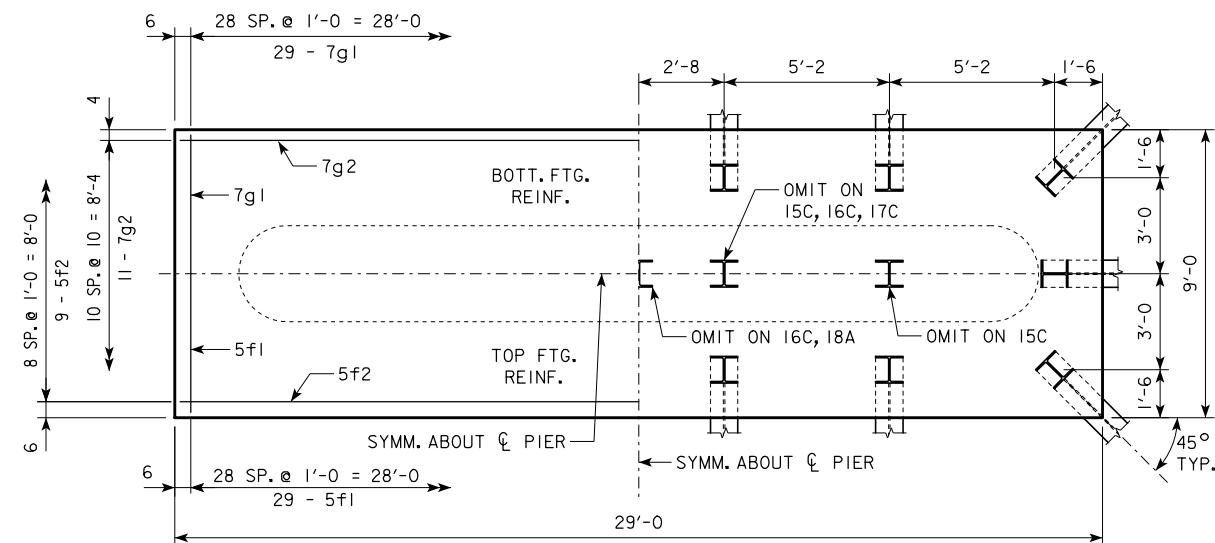 6
28 SP.@ 1'-0 = 28'-0
29 - 7g1
2'-8
5'-2
5'-2
1'-6
4
7g2
7g1
BOTT. FTG.
REINF.
OMIT ON
15C, 16C, 17C
1'-6
3'-0
3'-0
1'-6
9'-0
8 SP.@ 1'-0 = 8'-0
9 - 5f2
10 SP.@ 10 = 8'-4
11 - 7g2
OMIT ON 16C, 18A
OMIT ON 15C
5f1
TOP FTG.
REINF.
5f2
6
SYMM. ABOUT ℄ PIER
SYMM. ABOUT ℄ PIER
45°
TYP.
6
28 SP.@ 1'-0 = 28'-0
29 - 5f1
29'-0